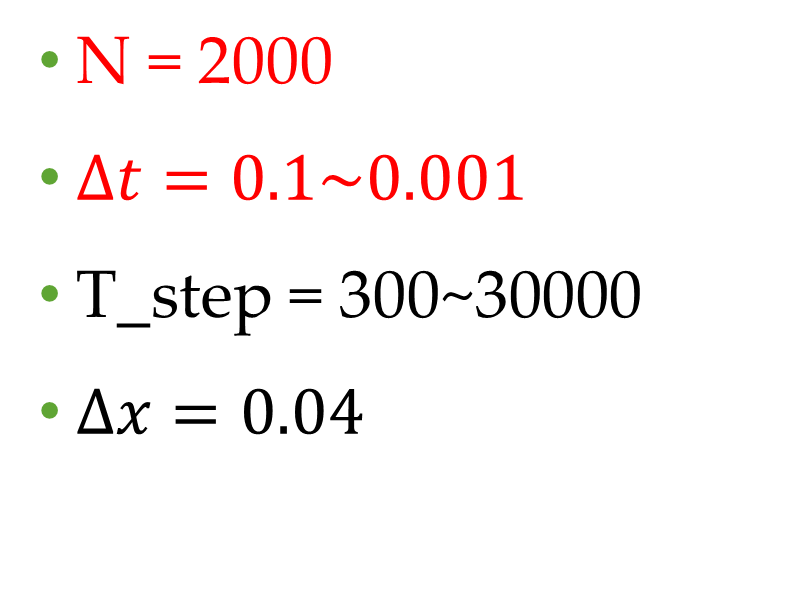 • N = 2000
• Δ𝑡 = 0.1~0.001
• T_step = 300~30000
• Δ𝑥 = 0.04